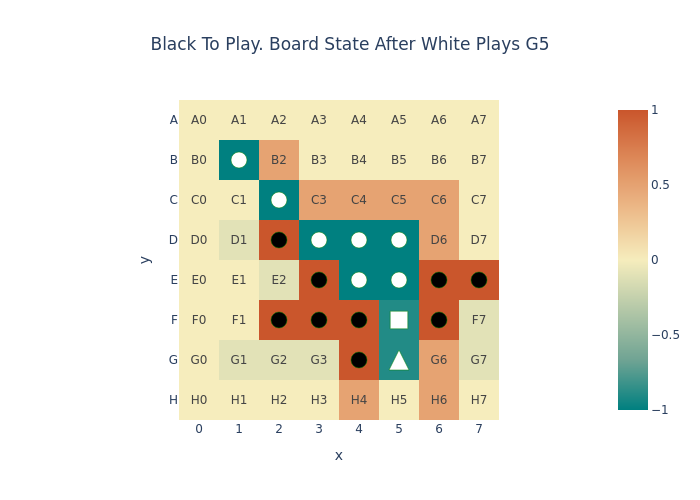 Black To Play. Board State After White Plays G5
A A0 A1 A2 A3 A4 A5 A6 A7
B B0 B2 B3 B4 B5 B6 B7
C C0 C1 C3 C4 C5 C6 C7
D D0 D1 D6 D7
E E0 E1 E2
F F0 F1 F7
G G0 G1 G2 G3 G6 G7
H H0 H1 H2 H3 H4 H5 H6 H7
0 1 2 3 4 5 6 7
x
y
1
0.5
0
−0.5
−1